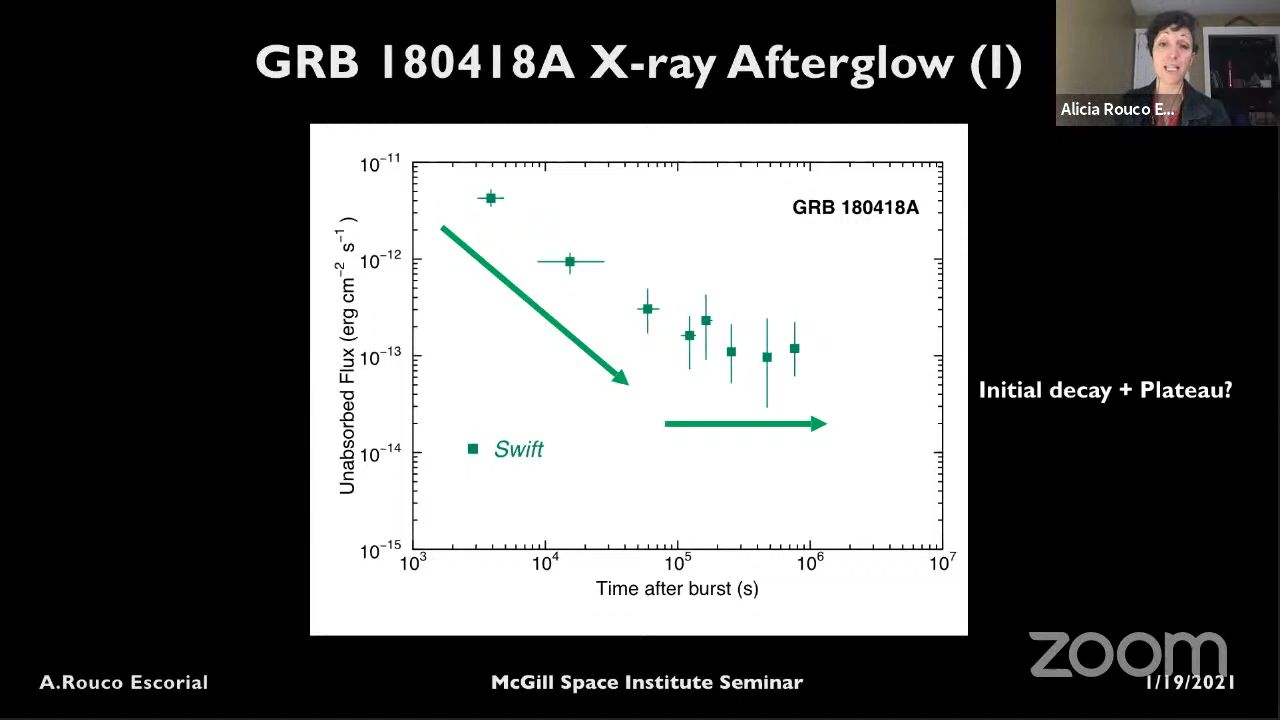 GRB 180418A X-ray Afterglow (I)
Alicia Rouco E...
10⁻¹¹
GRB 180418A
10⁻¹²
Unabsorbed Flux (erg cm⁻² s⁻¹ )
10⁻¹³
Initial decay + Plateau?
Swift
10⁻¹⁴
10⁻¹⁵
10³ 10⁴ 10⁵ 10⁶ 10⁷
Time after burst (s)
zoom
A.Rouco Escorial
McGill Space Institute Seminar
1/19/2021